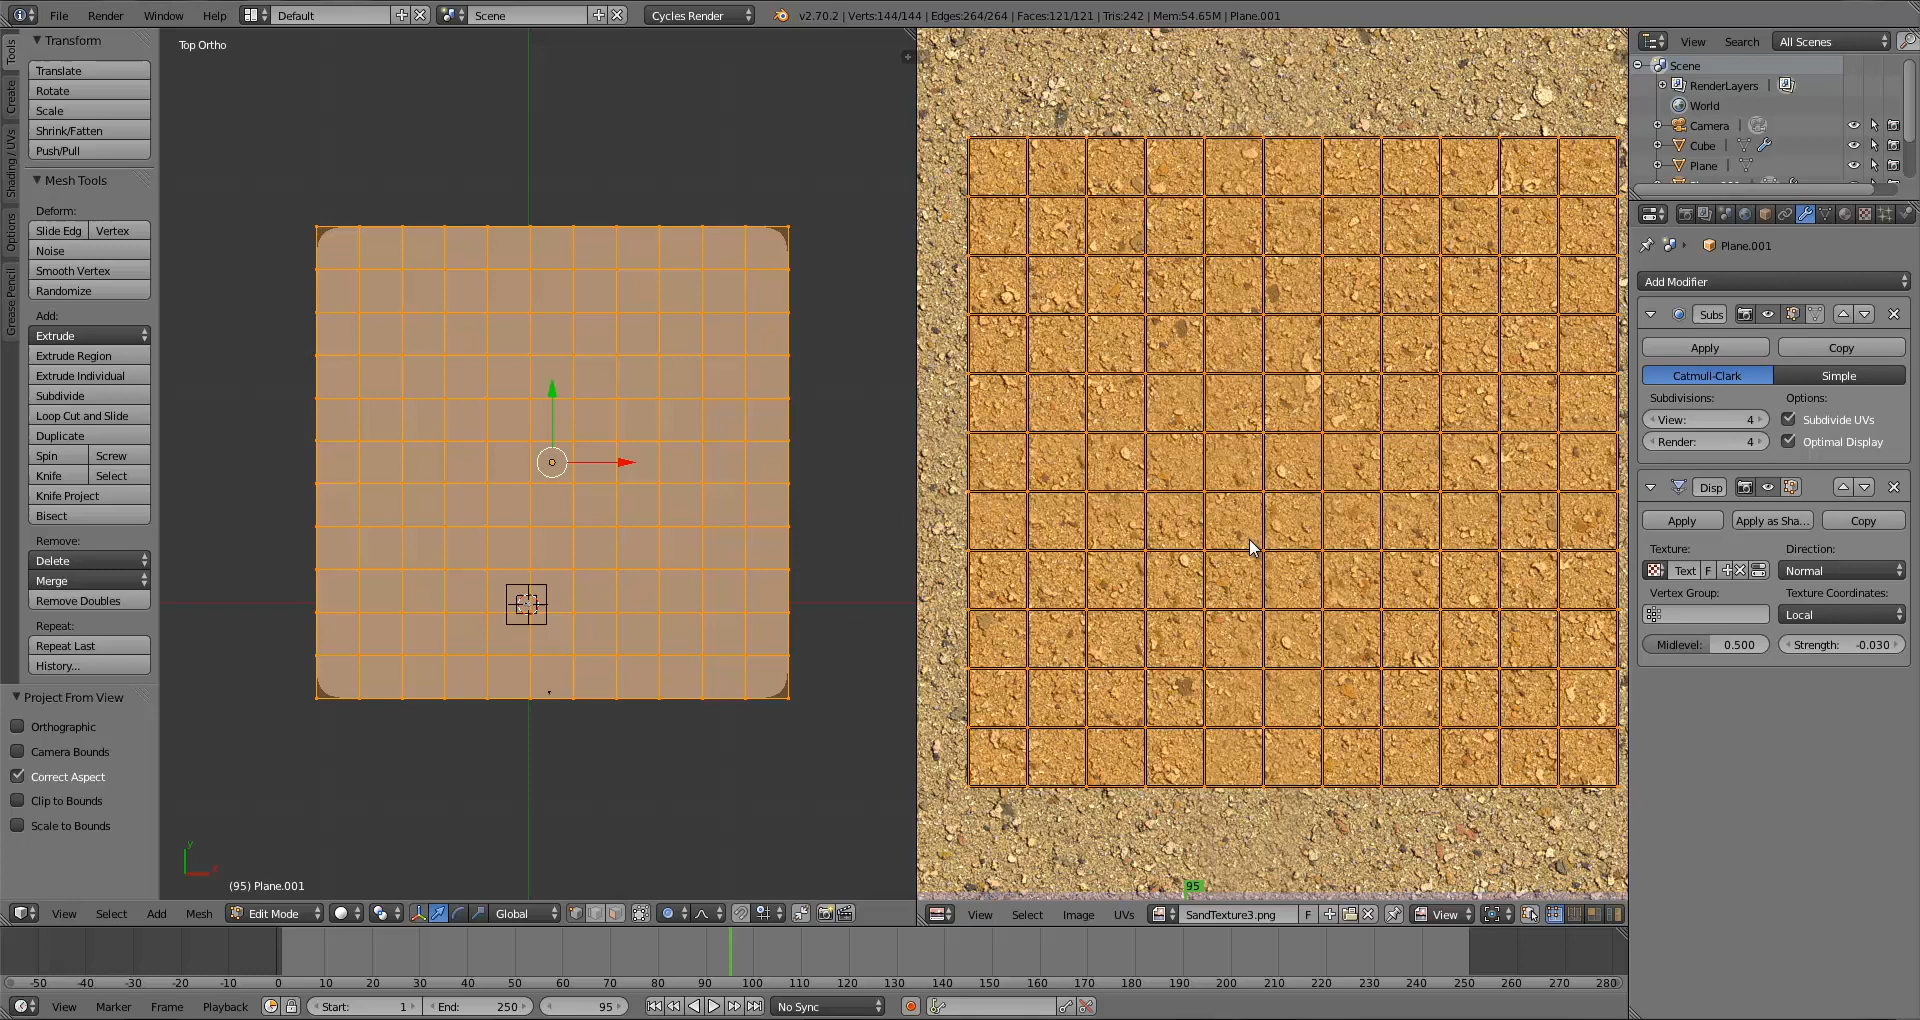 File Render Window Help Default Scene Cycles Render v2.70.2 | Verts:144/144 | Edges:264/264 | Faces:121/121 | Tris:242 | Mem:54.65M | Plane.001
Tools
Create
Shading / UVs
Options
Grease Pencil
Transform
Translate
Rotate
Scale
Shrink/Fatten
Push/Pull
Mesh Tools
Deform:
Slide Edg Vertex
Noise
Smooth Vertex
Randomize
Add:
Extrude
Extrude Region
Extrude Individual
Subdivide
Loop Cut and Slide
Duplicate
Spin Screw
Knife Select
Knife Project
Bisect
Remove:
Delete
Merge
Remove Doubles
Repeat:
Repeat Last
History...
Project From View
Orthographic
Camera Bounds
Correct Aspect
Clip to Bounds
Scale to Bounds
Top Ortho
y
x
(95) Plane.001
View Select Add Mesh Edit Mode Global
95
View Select Image UVs SandTexture3.png F View
View Search All Scenes
Scene
RenderLayers
World
Camera
Cube
Plane
Plane.001
Add Modifier
Subs
Apply Copy
Catmull-Clark Simple
Subdivisions: Options:
View: 4 Subdivide UVs
Render: 4 Optimal Display
Disp
Apply Apply as Sha... Copy
Texture: Direction:
Text F Normal
Vertex Group: Texture Coordinates:
Local
Midlevel: 0.500 Strength: -0.030
-50 -40 -30 -20 -10 0 10 20 30 40 50 60 70 80 90 100 110 120 130 140 150 160 170 180 190 200 210 220 230 240 250 260 270 280
View Marker Frame Playback Start: 1 End: 250 95 No Sync